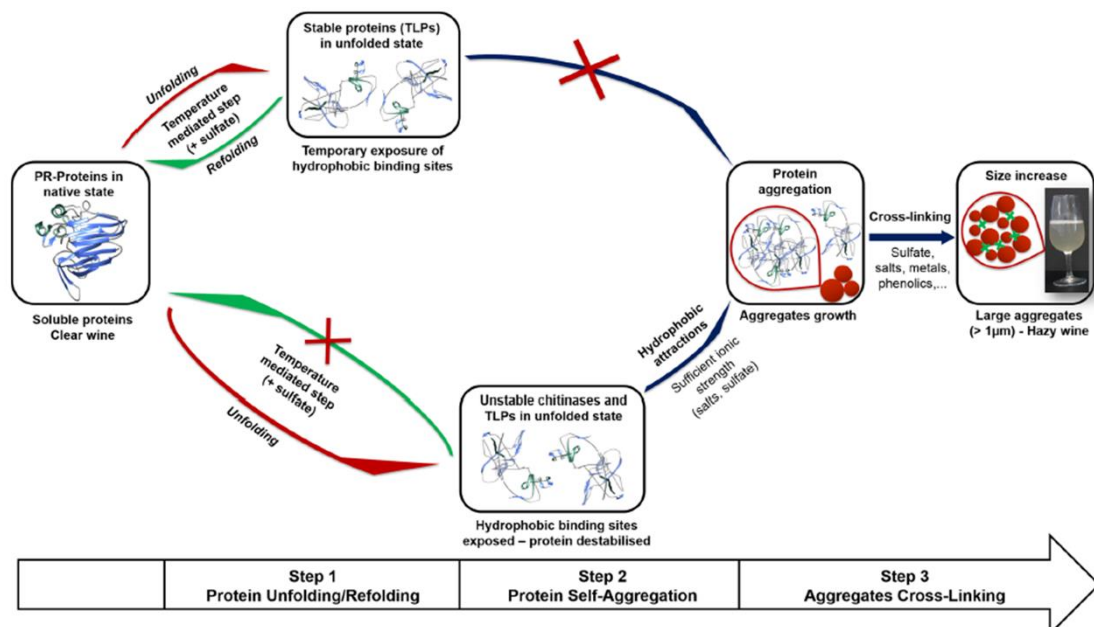 Stable proteins (TLPs)
in unfolded state
Temporary exposure of
hydrophobic binding sites
Unfolding
Temperature
mediated step
(+ sulfate)
Refolding
PR-Proteins in
native state
Soluble proteins
Clear wine
Protein
aggregation
Aggregates growth
Cross-linking
Sulfate,
salts, metals,
phenolics,...
Size increase
Large aggregates
(> 1µm) - Hazy wine
Temperature
mediated step
(+ sulfate)
Unfolding
Hydrophobic
attractions
Sufficient ionic
strength
(salts, sulfate)
Unstable chitinases and
TLPs in unfolded state
Hydrophobic binding sites
exposed – protein destabilised
Step 1
Protein Unfolding/Refolding
Step 2
Protein Self-Aggregation
Step 3
Aggregates Cross-Linking